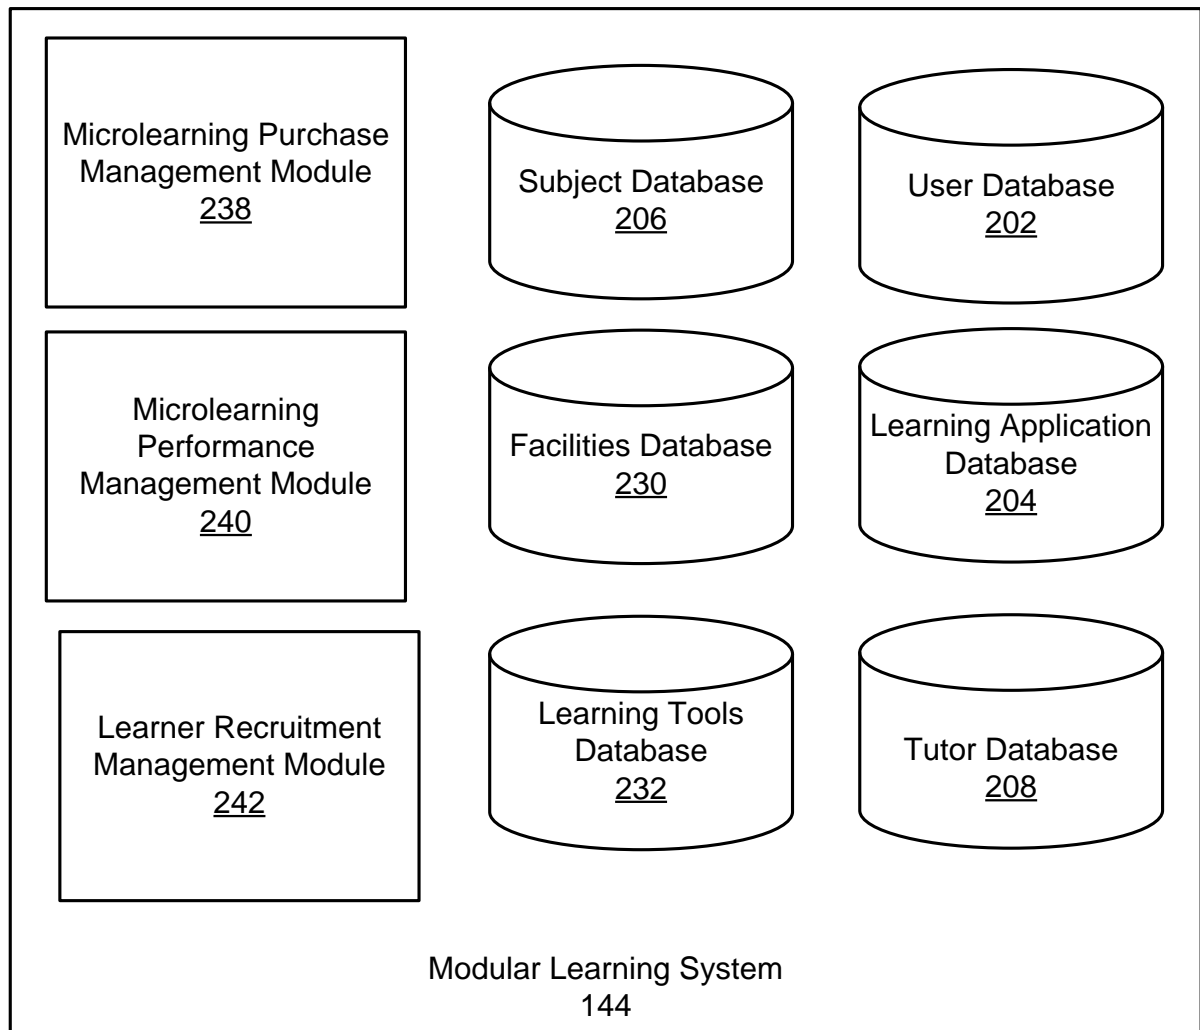 Microlearning Purchase
Management Module
238
Subject Database
206
User Database
202
Microlearning
Performance
Management Module
240
Facilities Database
230
Learning Application
Database
204
Learner Recruitment
Management Module
242
Learning Tools
Database
232
Tutor Database
208
Modular Learning System
144